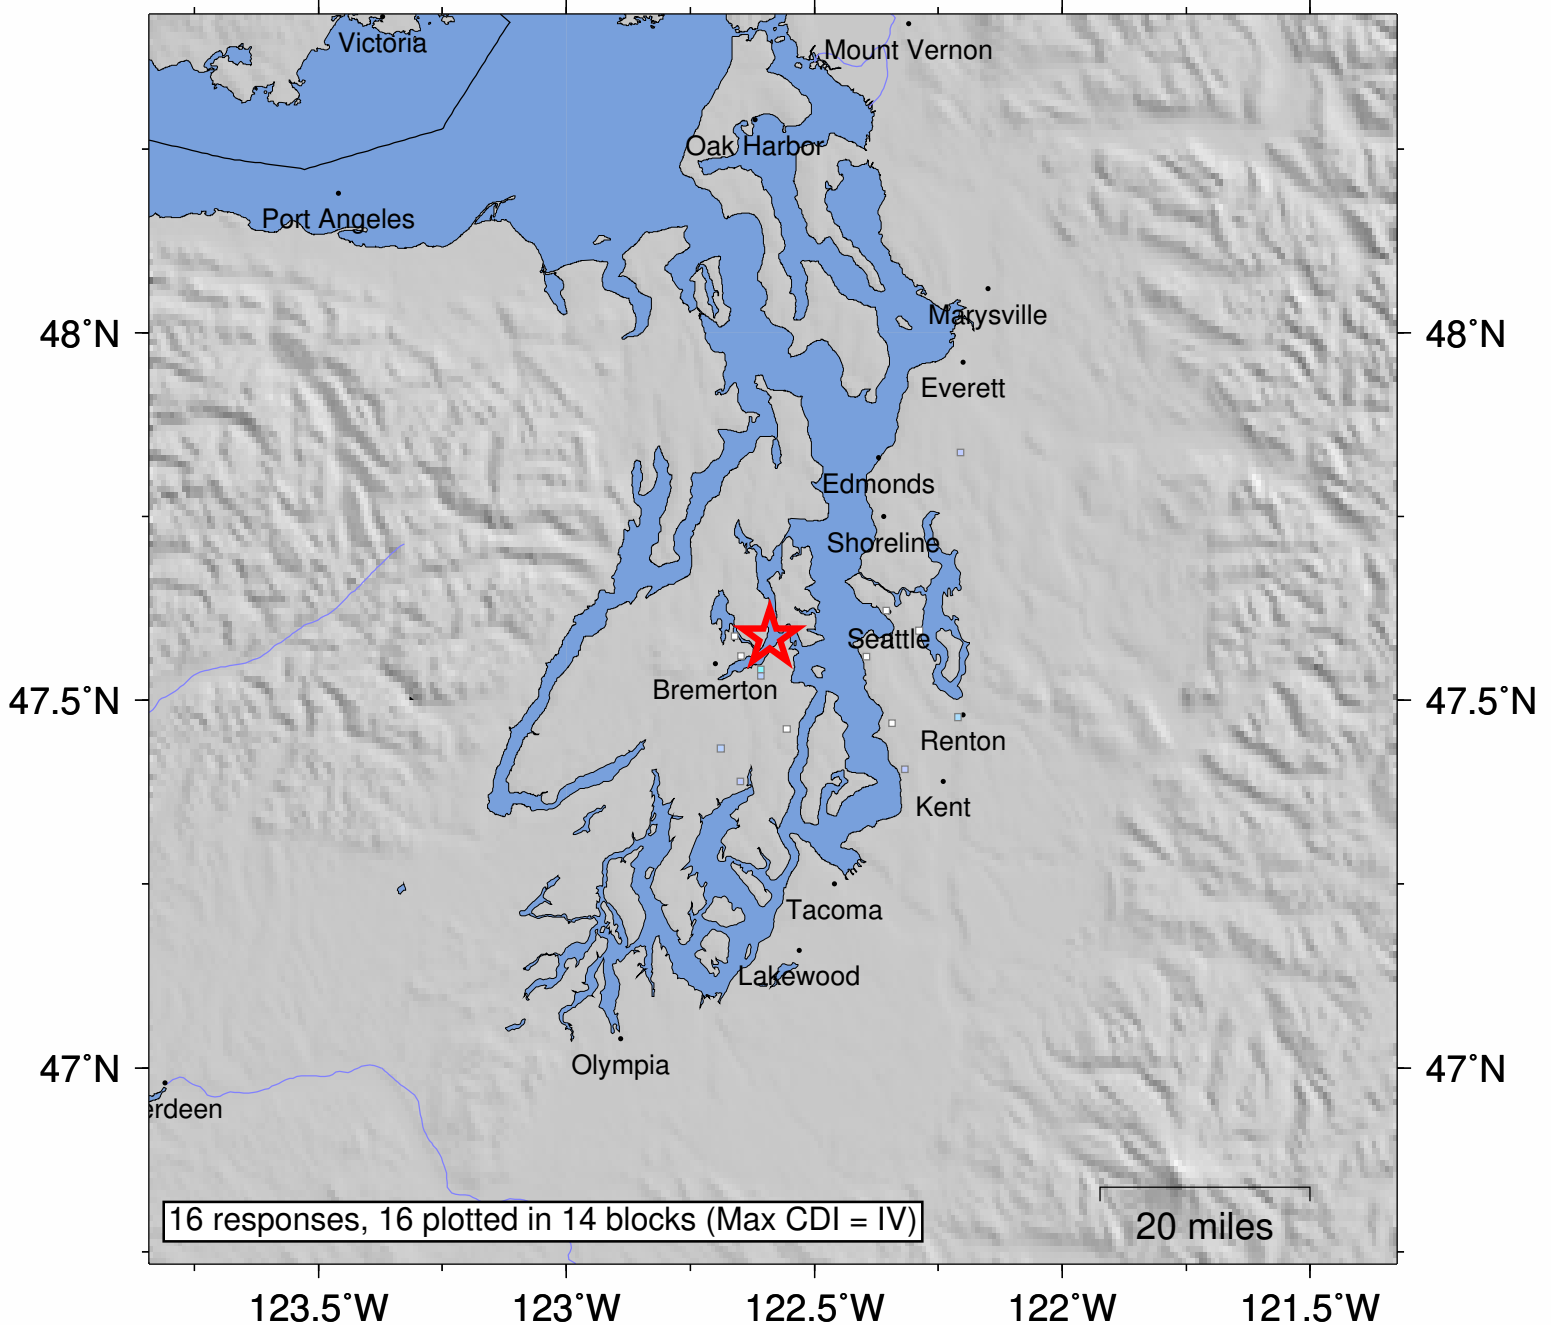 Victoria
Mount Vernon
Oak Harbor
Port Angeles
Marysville
48°N
48°N
Everett
Edmonds
Shoreline
Seattle
Bremerton
47.5°N
47.5°N
Renton
Kent
Tacoma
Lakewood
Olympia
47°N
47°N
erdeen
16 responses, 16 plotted in 14 blocks (Max CDI = IV)
20 miles
123.5°W
123°W
122.5°W
122°W
121.5°W